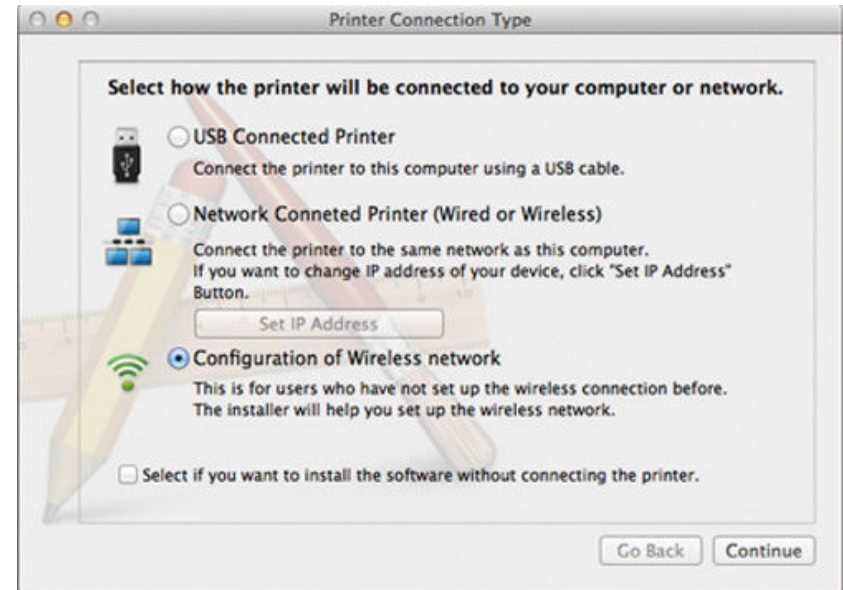 Printer Connection Type
Select how the printer will be connected to your computer or network.
USB Connected Printer
Connect the printer to this computer using a USB cable.
Network Conneted Printer (Wired or Wireless)
Connect the printer to the same network as this computer.
If you want to change IP address of your device, click "Set IP Address"
Button.
Set IP Address
Configuration of Wireless network
This is for users who have not set up the wireless connection before.
The installer will help you set up the wireless network.
Select if you want to install the software without connecting the printer.
Go Back
Continue